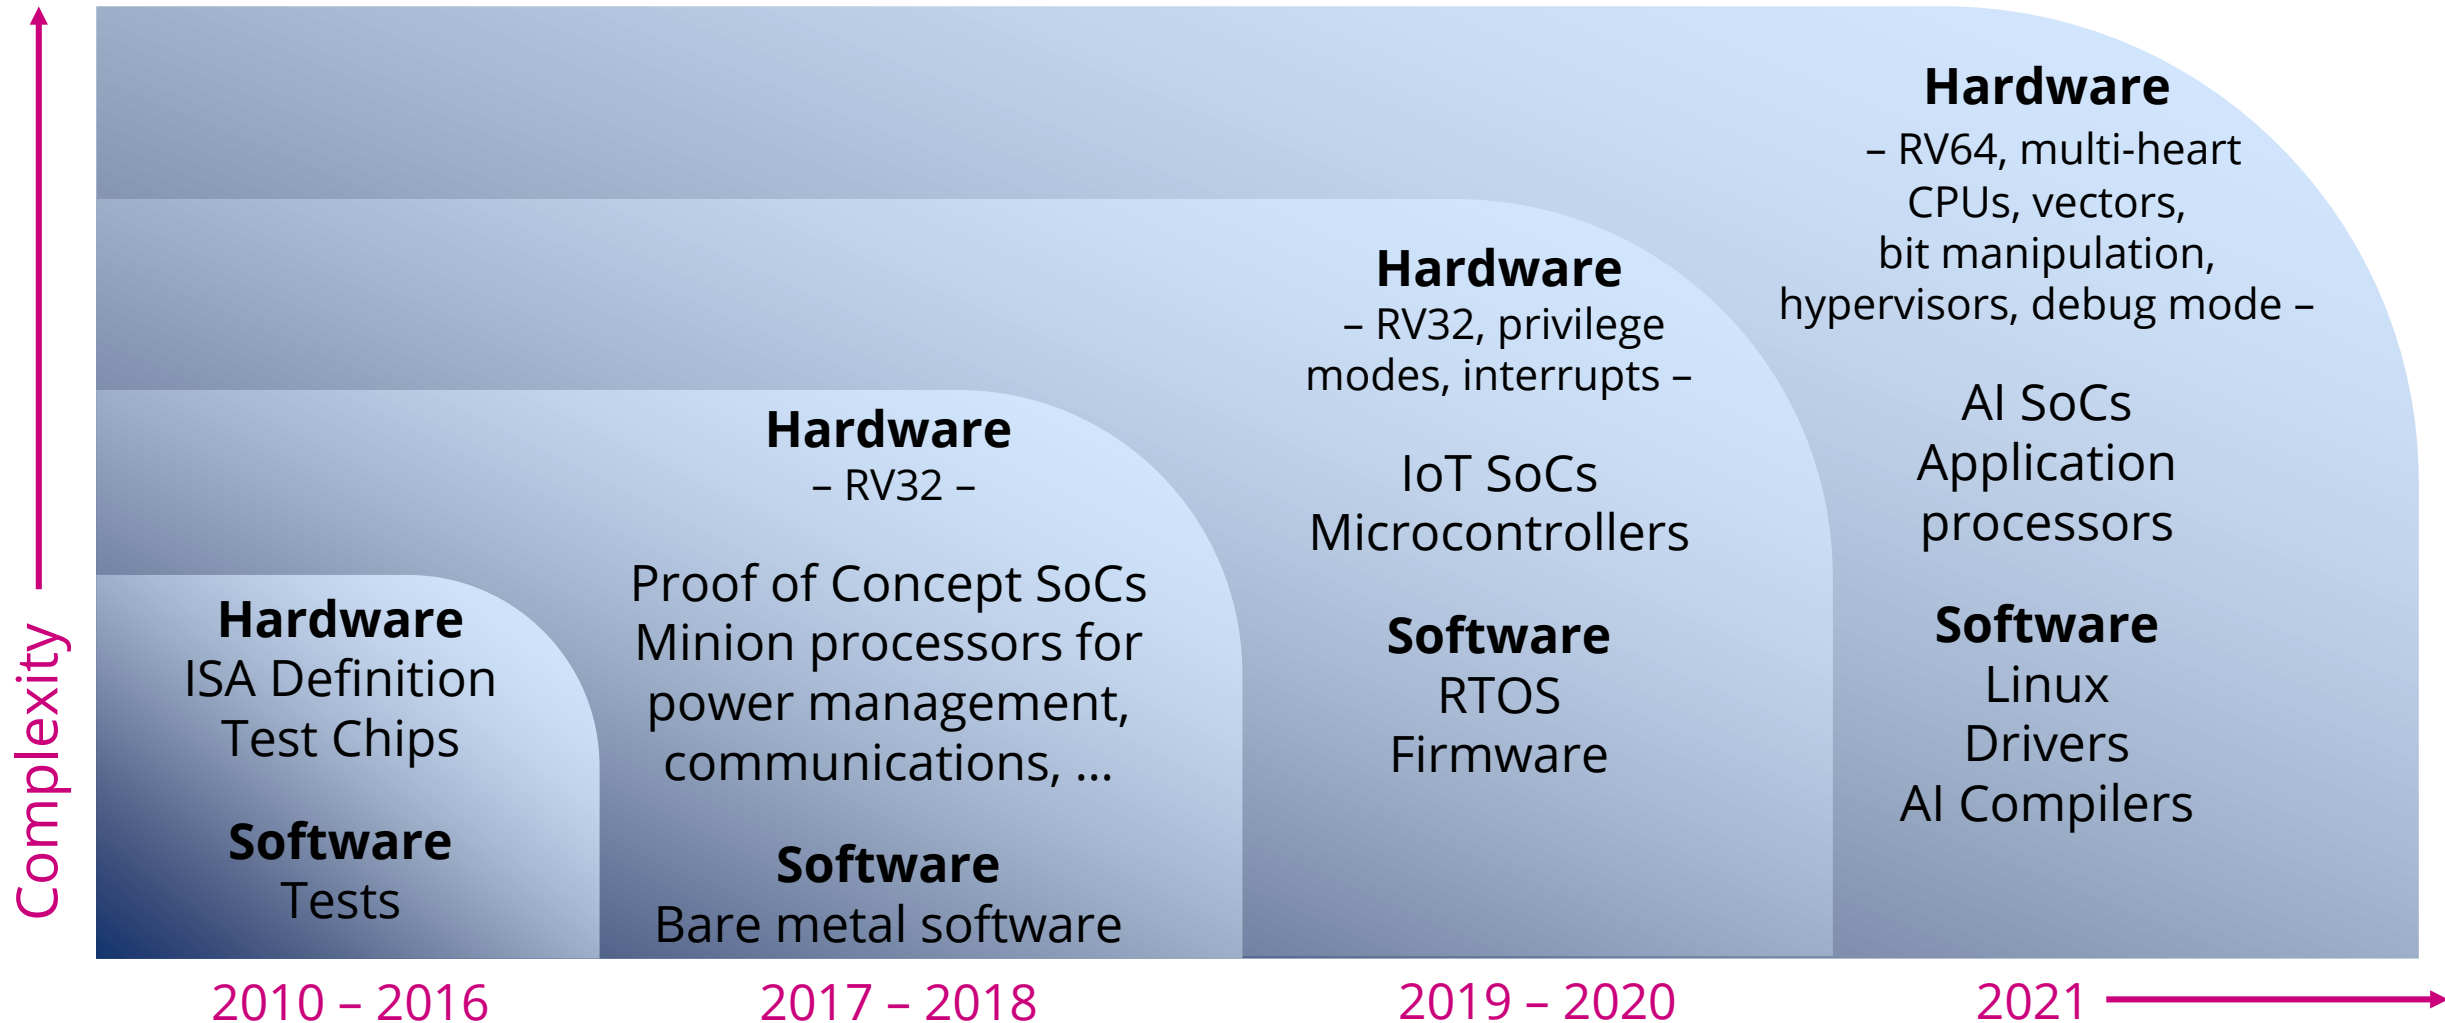 Complexity
Hardware
ISA Definition
Test Chips
Software
Tests
2010 – 2016
Hardware
– RV32 –
Proof of Concept SoCs
Minion processors for
power management,
communications, ...
Software
Bare metal software
2017 – 2018
Hardware
– RV32, privilege
modes, interrupts –
IoT SoCs
Microcontrollers
Software
RTOS
Firmware
2019 – 2020
Hardware
– RV64, multi-heart
CPUs, vectors,
bit manipulation,
hypervisors, debug mode –
AI SoCs
Application
processors
Software
Linux
Drivers
AI Compilers
2021